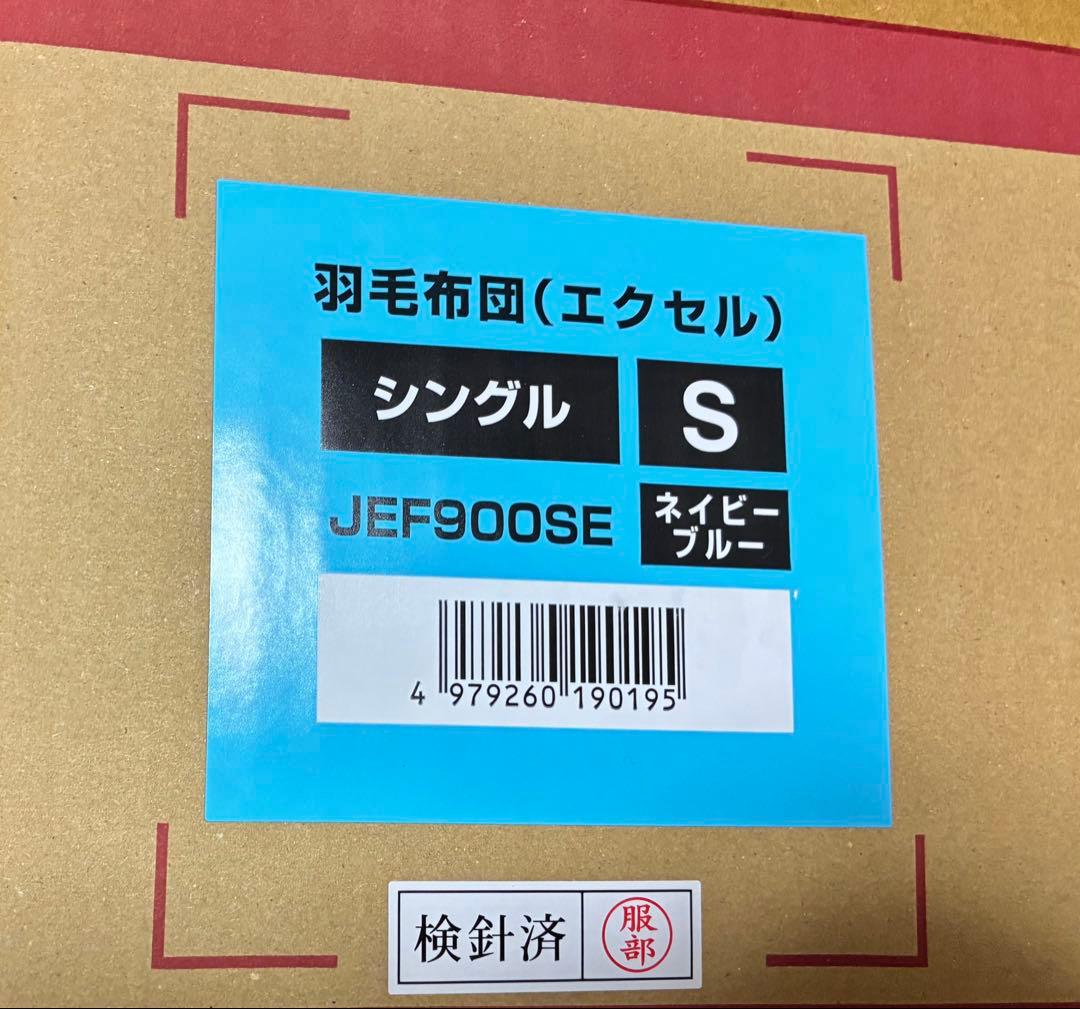 羽毛布団(エクセル)
シングル S
JEF900SE ネイビー
ブルー
4 979260 190195
検針済 服部